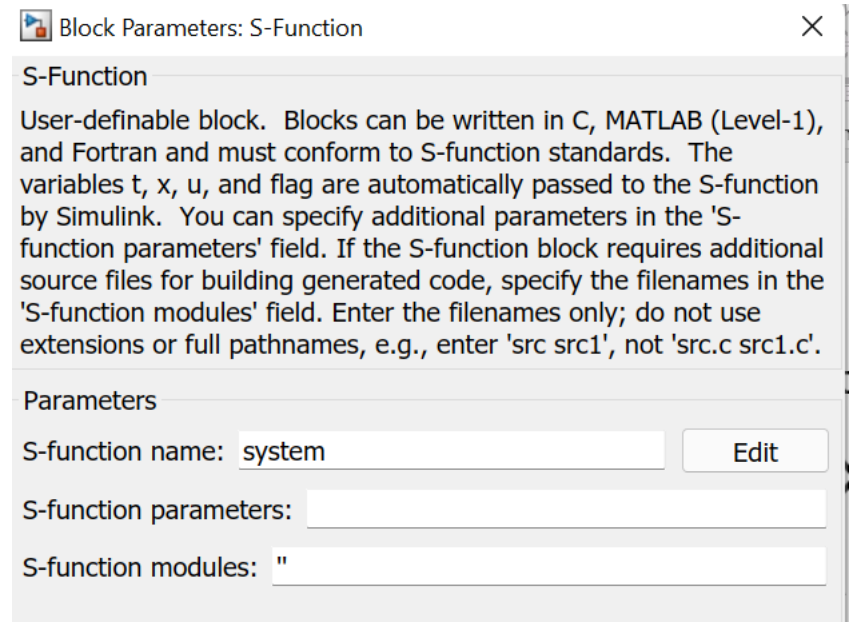 Block Parameters: S-Function
S-Function
User-definable block. Blocks can be written in C, MATLAB (Level-1),
and Fortran and must conform to S-function standards. The
variables t, x, u, and flag are automatically passed to the S-function
by Simulink. You can specify additional parameters in the 'S-
function parameters' field. If the S-function block requires additional
source files for building generated code, specify the filenames in the
'S-function modules' field. Enter the filenames only; do not use
extensions or full pathnames, e.g., enter 'src src1', not 'src.c src1.c'.
Parameters
S-function name: system Edit
S-function parameters:
S-function modules: ''